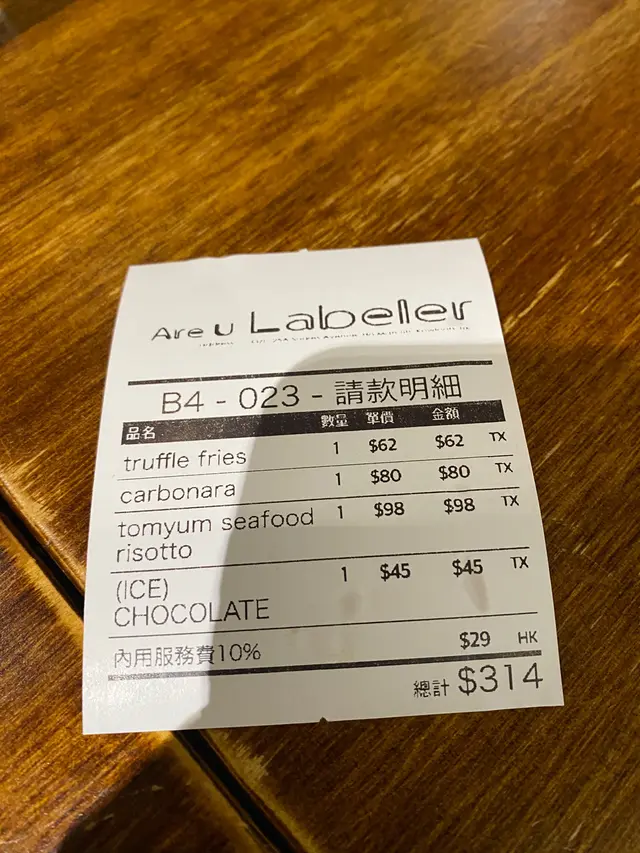 Are U Labeler
B4 - 023 - 請款明細
品名 數量 單價 金額
truffle fries 1 $62 $62 TX
carbonara 1 $80 $80 TX
tomyum seafood 1 $98 $98 TX
risotto
(ICE) 1 $45 $45 TX
CHOCOLATE
內用服務費10% $29 HK
總計 $314